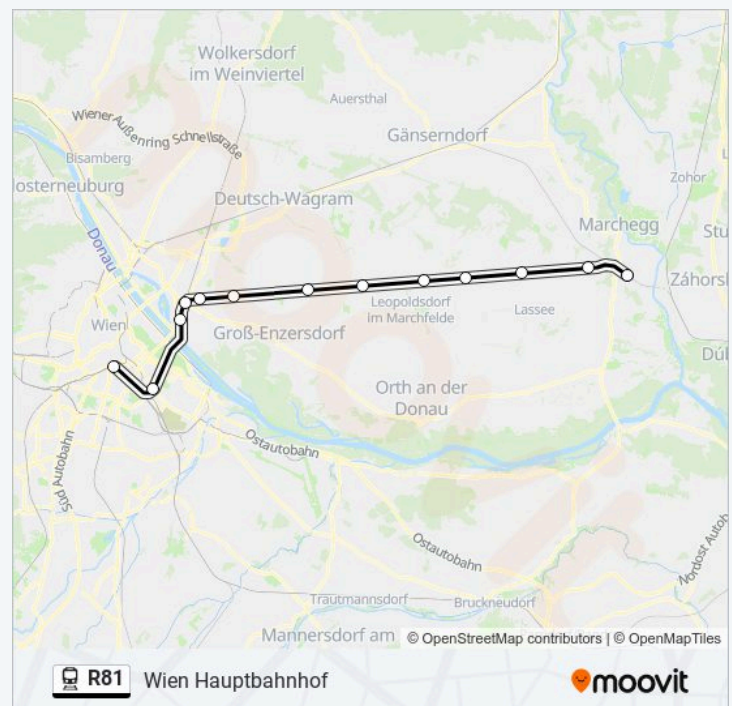 Wolkersdorf
im Weinviertel
Auersthal
Wiener Außenring Schnellstraße
Gänserndorf
Bisamberg
Zohor
losterneuburg
Deutsch-Wagram
Marchegg
Stu
Donau
Záhorsk
Leopoldsdorf
im Marchfelde
Lassee
Wien
Groß-Enzersdorf
Dúb
Orth an der
Donau
Ostautobahn
Süd Autobahn
Ostautobahn
Nordost Autob
Trautmannsdorf
Bruckneudorf
Mannersdorf am
© OpenStreetMap contributors | © OpenMapTiles
R81 Wien Hauptbahnhof
moovit